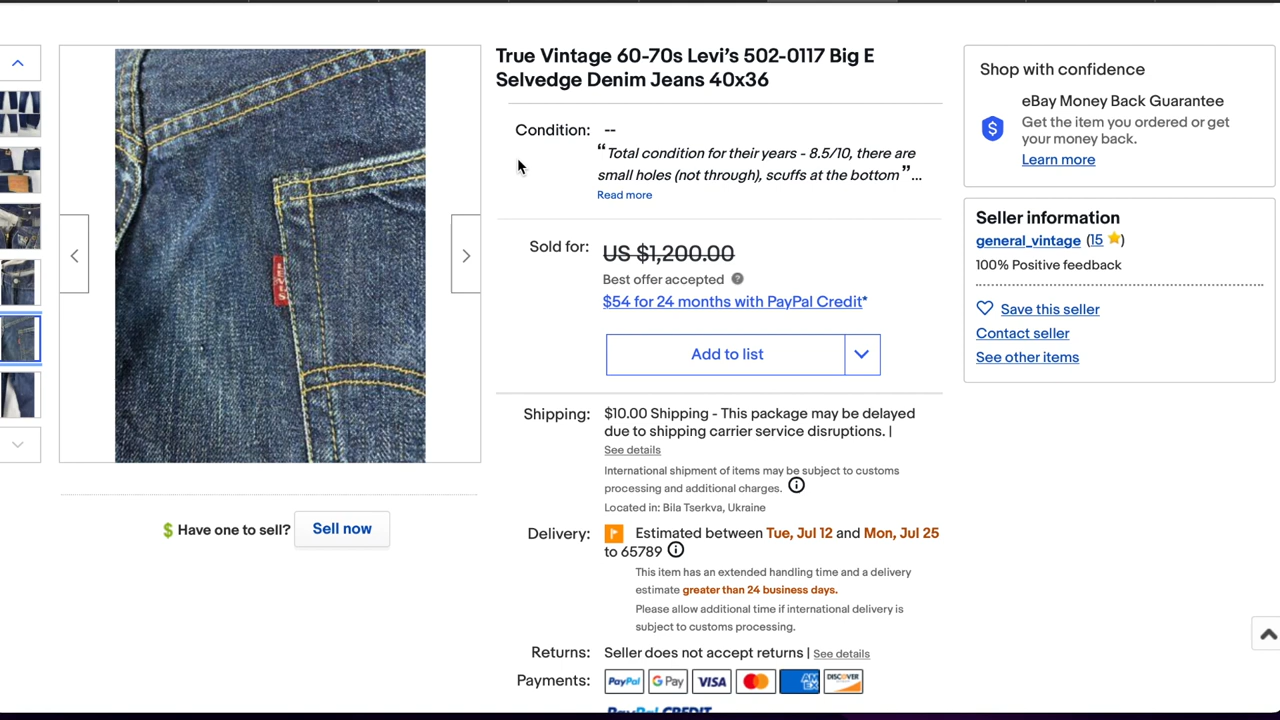 True Vintage 60-70s Levi's 502-0117 Big E
Selvedge Denim Jeans 40x36
Condition:
--
“Total condition for their years - 8.5/10, there are
small holes (not through), scuffs at the bottom ”...
Read more
Sold for:
US $1,200.00
Best offer accepted
$54 for 24 months with PayPal Credit*
Add to list
Shipping:
$10.00 Shipping - This package may be delayed
due to shipping carrier service disruptions. |
See details
International shipment of items may be subject to customs
processing and additional charges.
Located in: Bila Tserkva, Ukraine
Delivery:
Estimated between Tue, Jul 12 and Mon, Jul 25
to 65789
This item has an extended handling time and a delivery
estimate greater than 24 business days.
Please allow additional time if international delivery is
subject to customs processing.
Returns:
Seller does not accept returns | See details
Payments:
PayPal
G Pay
VISA
AM EX
DISCOVER
PayPal CREDIT
LEVI'S
Have one to sell?
Sell now
Shop with confidence
eBay Money Back Guarantee
Get the item you ordered or get
your money back.
Learn more
Seller information
general_vintage (15)
100% Positive feedback
Save this seller
Contact seller
See other items